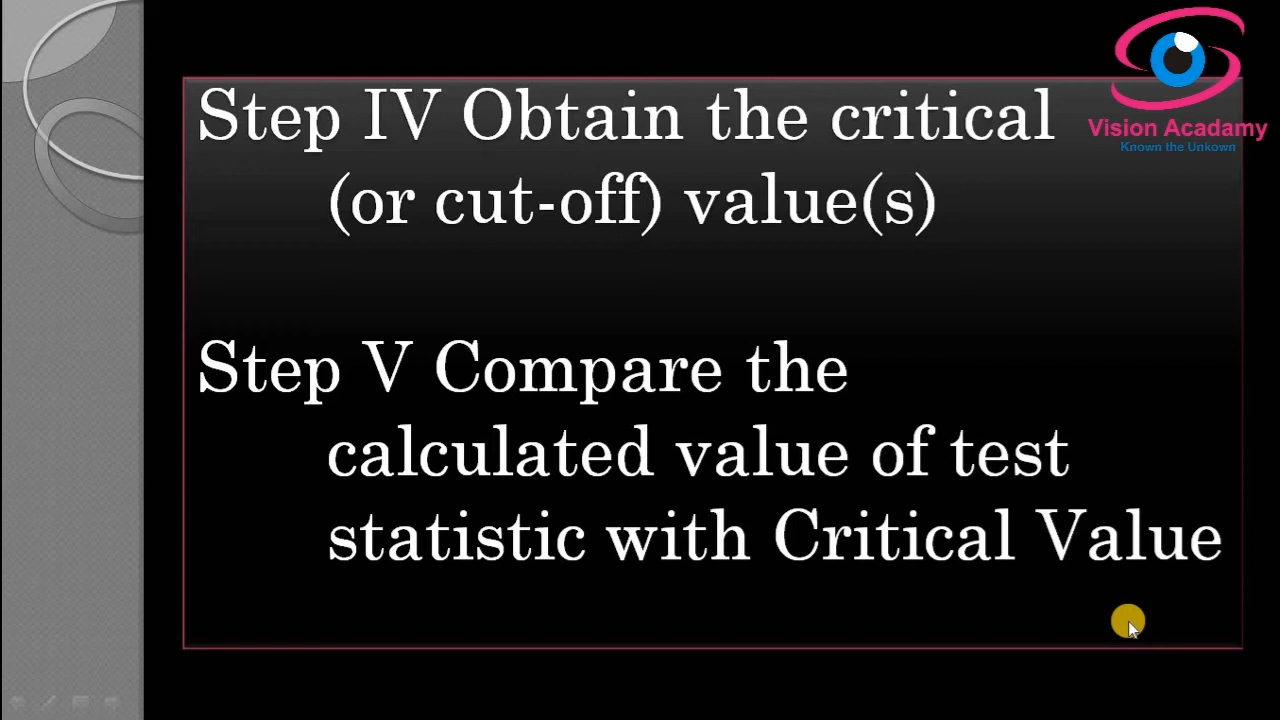 Step IV Obtain the critical
(or cut-off) value(s)
Step V Compare the
calculated value of test
statistic with Critical Value
Vision Acadamy
Known the Unkown